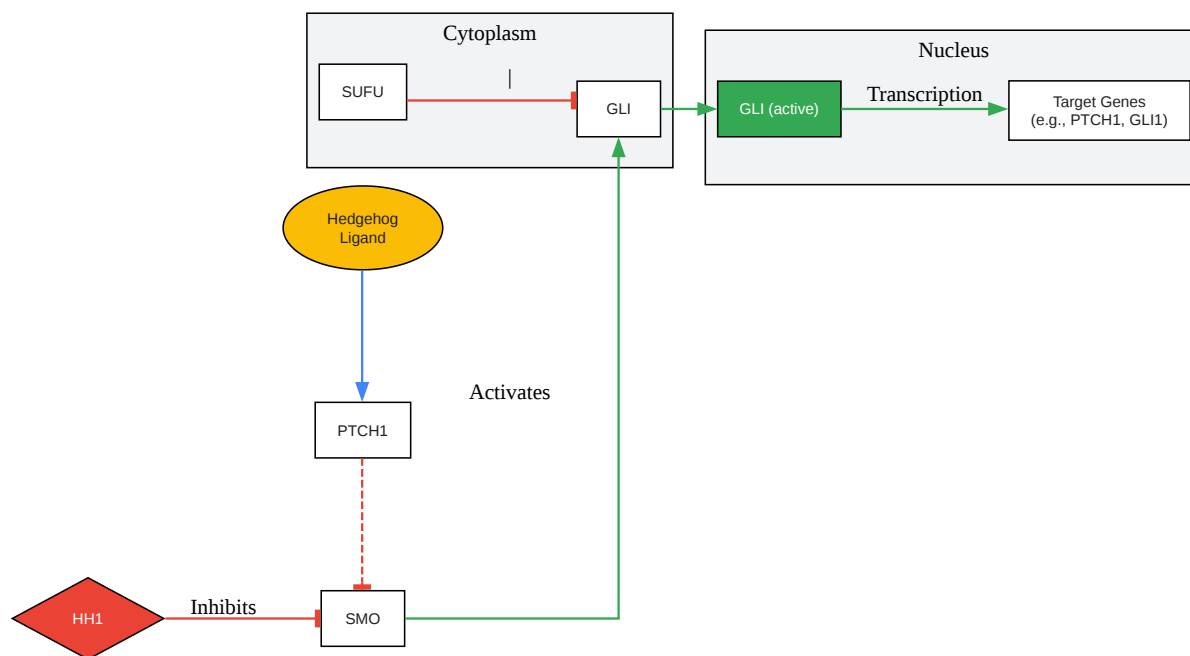 Cytoplasm
Nucleus
SUFU
|
GLI
GLI (active)
Transcription
Target Genes
(e.g., PTCH1, GLI1)
Hedgehog
Ligand
Activates
PTCH1
HH1
Inhibits
SMO